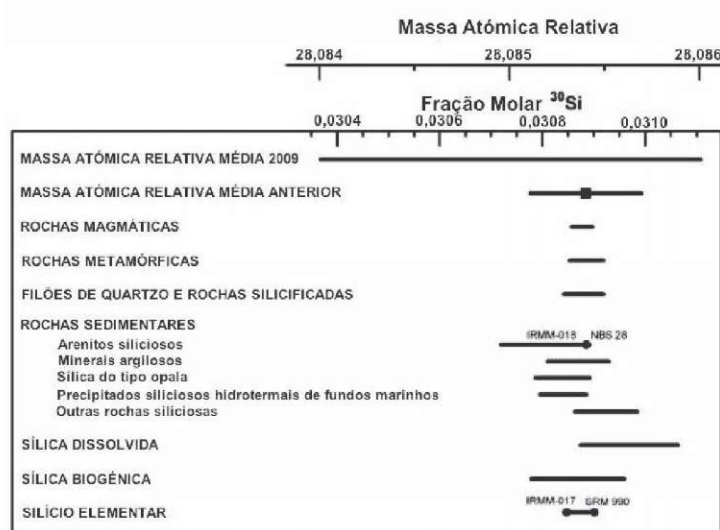 Massa Atómica Relativa
28,084 28,085 28,086
Fração Molar ³⁰Si
0,0304 0,0306 0,0308 0,0310
MASSA ATÓMICA RELATIVA MÉDIA 2009
MASSA ATÓMICA RELATIVA MÉDIA ANTERIOR
ROCHAS MAGMÁTICAS
ROCHAS METAMÓRFICAS
FILÕES DE QUARTZO E ROCHAS SILICIFICADAS
ROCHAS SEDIMENTARES
IRMM-018 NBS 28
Arenitos siliciosos
Minerais argilosos
Sílica do tipo opala
Precipitados siliciosos hidrotermais de fundos marinhos
Outras rochas siliciosas
SÍLICA DISSOLVIDA
SÍLICA BIOGÉNICA
IRMM-017 SRM 990
SILÍCIO ELEMENTAR